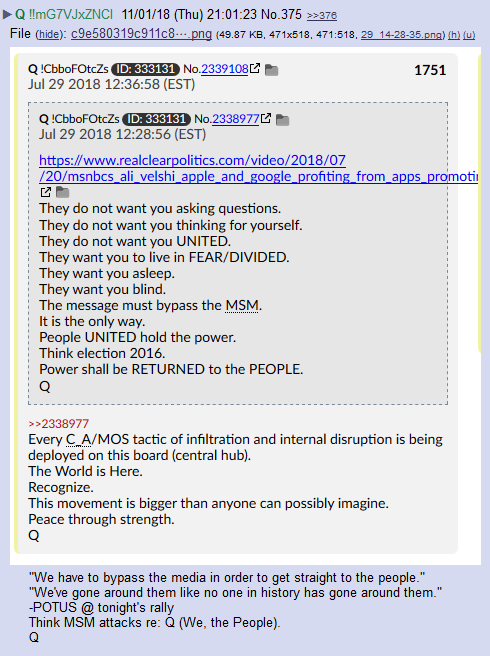 Q !!mG7VJxZNCI 11/01/18 (Thu) 21:01:23 No.375 >>376
File (hide): c9e580319c911c8···.png (49.87 KB, 471x518, 471:518, 29_14-28-35.png) (h) (u)
Q !CbboFOtcZs ID: 333131 No.2339108 1751
Jul 29 2018 12:36:58 (EST)
Q !CbboFOtcZs ID: 333131 No.2338977
Jul 29 2018 12:28:56 (EST)
https://www.realclearpolitics.com/video/2018/07
/20/msnbcs_ali_velshi_apple_and_google_profiting_from_apps_promotin
They do not want you asking questions.
They do not want you thinking for yourself.
They do not want you UNITED.
They want you to live in FEAR/DIVIDED.
They want you asleep.
They want you blind.
The message must bypass the MSM.
It is the only way.
People UNITED hold the power.
Think election 2016.
Power shall be RETURNED to the PEOPLE.
Q
>>2338977
Every C_A/MOS tactic of infiltration and internal disruption is being
deployed on this board (central hub).
The World is Here.
Recognize.
This movement is bigger than anyone can possibly imagine.
Peace through strength.
Q
"We have to bypass the media in order to get straight to the people."
"We've gone around them like no one in history has gone around them."
-POTUS @ tonight's rally
Think MSM attacks re: Q (We, the People).
Q